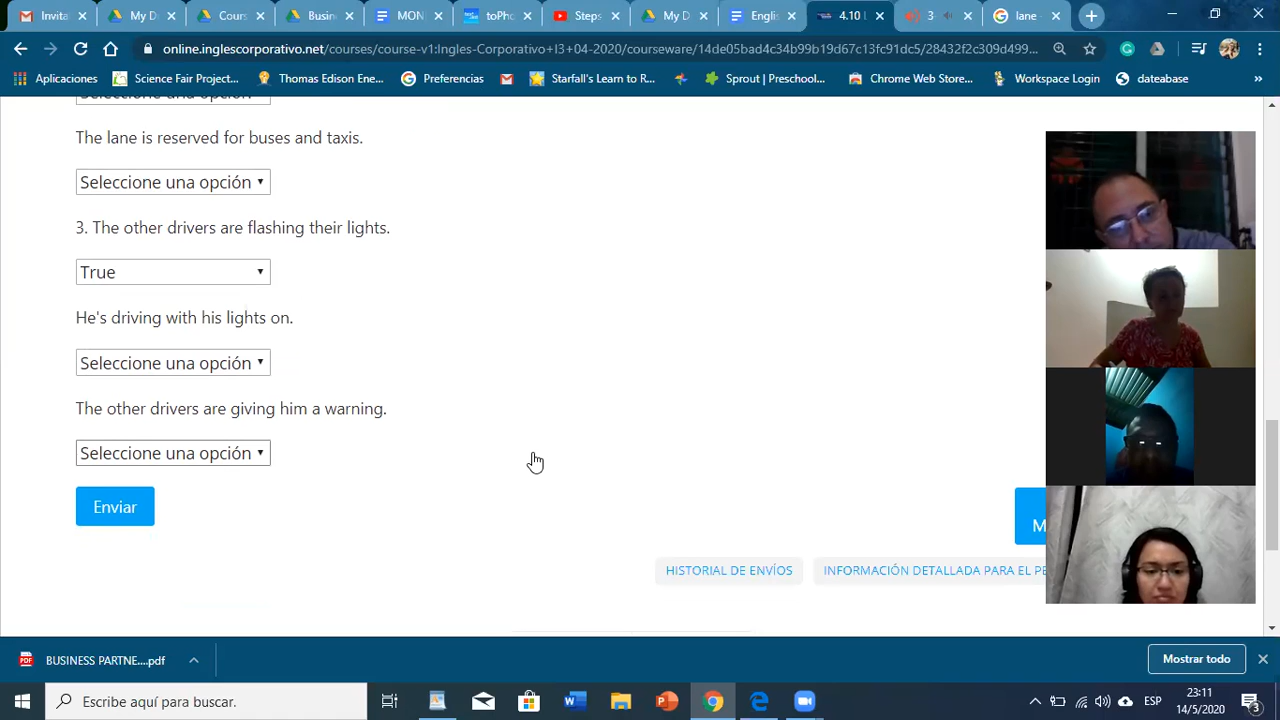 Invita
My D
Cours
Busin
MON
toPho
Steps
My D
Englis
4.10 I
3
lane -
online.inglescorporativo.net/courses/course-v1:Ingles-Corporativo+I3+04-2020/courseware/14de05bad4c34b99b19d67c13fc91dc5/28432f2c309d499...
Aplicaciones
Science Fair Project...
Thomas Edison Ene...
Preferencias
Starfall's Learn to R...
Sprout | Preschool...
Chrome Web Store...
Workspace Login
dateabase
»
Seleccione una opción
The lane is reserved for buses and taxis.
Seleccione una opción
3. The other drivers are flashing their lights.
True
He's driving with his lights on.
Seleccione una opción
The other drivers are giving him a warning.
Seleccione una opción
Enviar
M
HISTORIAL DE ENVÍOS
INFORMACIÓN DETALLADA PARA EL PE
BUSINESS PARTNE....pdf
Mostrar todo
Escribe aquí para buscar.
ESP
23:11
14/5/2020
3